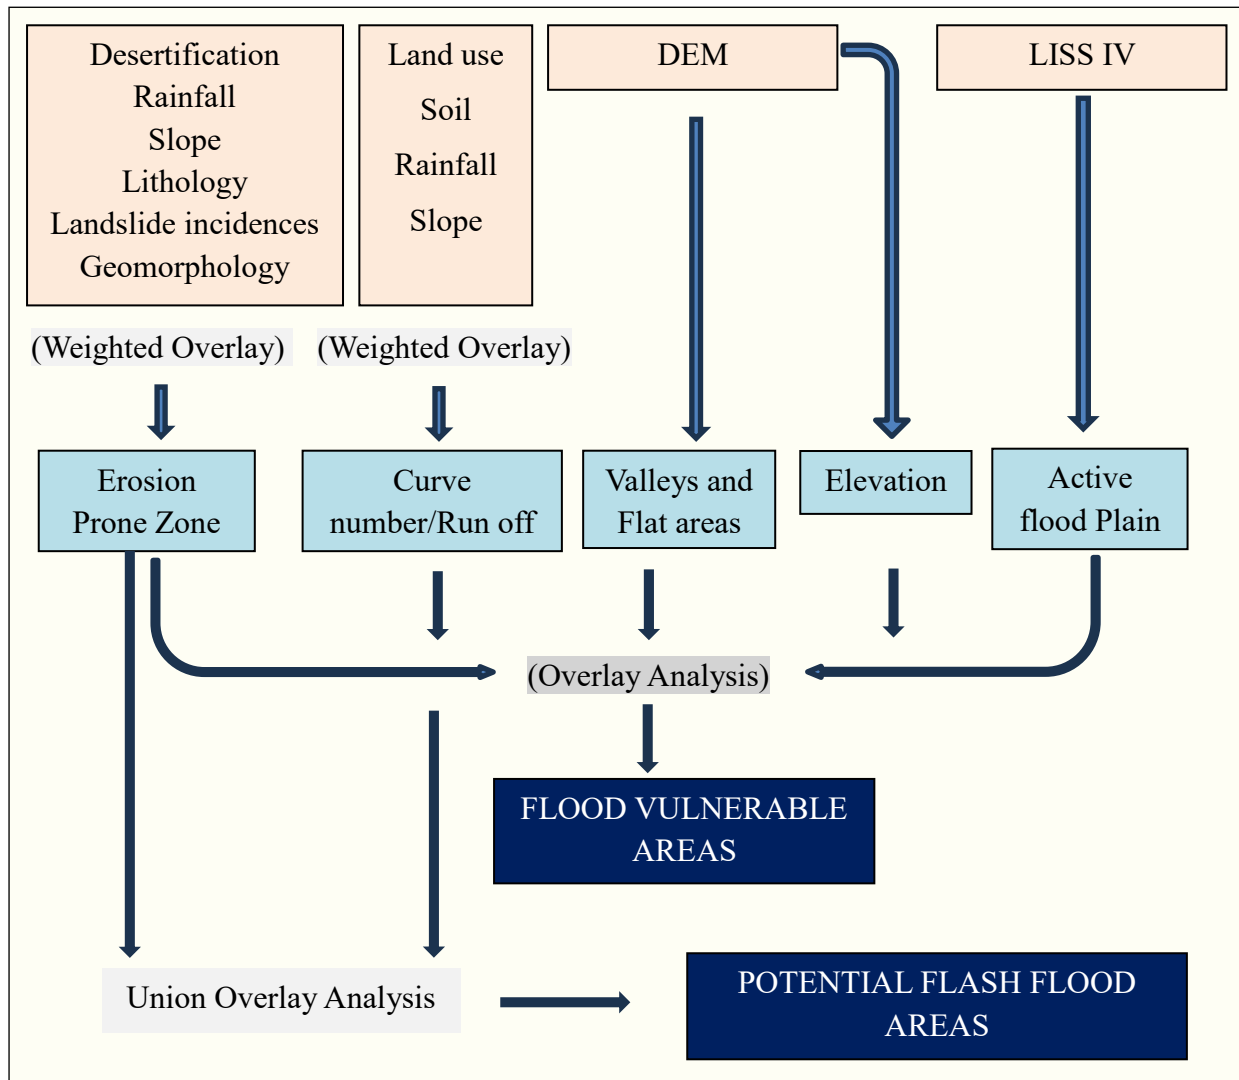 Desertification
Rainfall
Slope
Lithology
Landslide incidences
Geomorphology
Land use
Soil
Rainfall
Slope
DEM
LISS IV
(Weighted Overlay)
(Weighted Overlay)
Erosion
Prone Zone
Curve
number/Run off
Valleys and
Flat areas
Elevation
Active
flood Plain
(Overlay Analysis)
FLOOD VULNERABLE
AREAS
Union Overlay Analysis
POTENTIAL FLASH FLOOD
AREAS